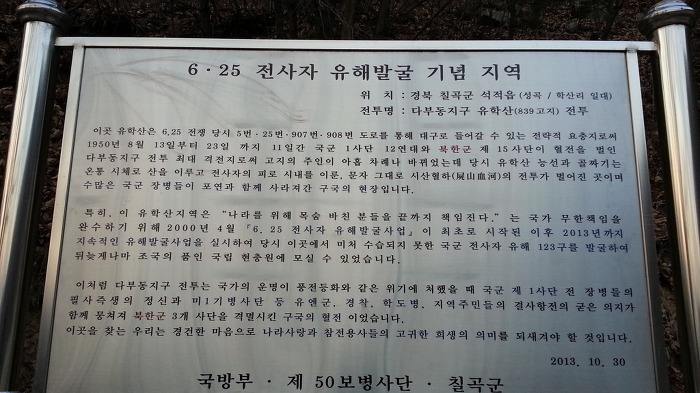 6·25 전사자 유해발굴 기념 지역
위 치 : 경북 칠곡군 석적읍 (성곡 / 학산리 일대)
전투명 : 다부동지구 유학산(839고지) 전투
이곳 유학산은 6.25 전쟁 당시 5번·25번·907번·908번 도로를 통해 대구로 들어갈 수 있는 전략적 요충지로써
1950년 8월 13일부터 23일 까지 11일간 국군 1사단 12연대와 북한군 제 15사단이 혈전을 벌인
다부동지구 전투 최대 격전지로써 고지의 주인이 아홉 차례나 바뀌었는데 당시 유학산 능선과 골짜기는
온통 시체로 산을 이루고 전사자의 피로 시내를 이룬, 문자 그대로 시산혈하(屍山血河)의 전투가 벌어진 곳이며
수많은 국군 장병들이 포연과 함께 사라져간 구국의 현장입니다.
특히, 이 유학산지역은 "나라를 위해 목숨 바친 분들을 끝까지 책임진다." 는 국가 무한책임을
완수하기 위해 2000년 4월 『6. 25 전사자 유해발굴사업』이 최초로 시작된 이후 2013년까지
지속적인 유해발굴사업을 실시하여 당시 이곳에서 미처 수습되지 못한 국군 전사자 유해 123구를 발굴하여
뒤늦게나마 조국의 품인 국립 현충원에 모실 수 있었습니다.
이처럼 다부동지구 전투는 국가의 운명이 풍전등화와 같은 위기에 처했을 때 국군 제 1사단 전 장병들의
필사즉생의 정신과 미1기병사단 등 유엔군, 경찰, 학도병, 지역주민들의 결사항전의 굳은 의지가
함께 뭉쳐져 북한군 3개 사단을 격멸시킨 구국의 혈전 이었습니다.
이곳을 찾는 우리는 경건한 마음으로 나라사랑과 참전용사들의 고귀한 희생의 의미를 되새겨야 할 것입니다.
2013. 10. 30
국방부 · 제 50보병사단 · 칠곡군